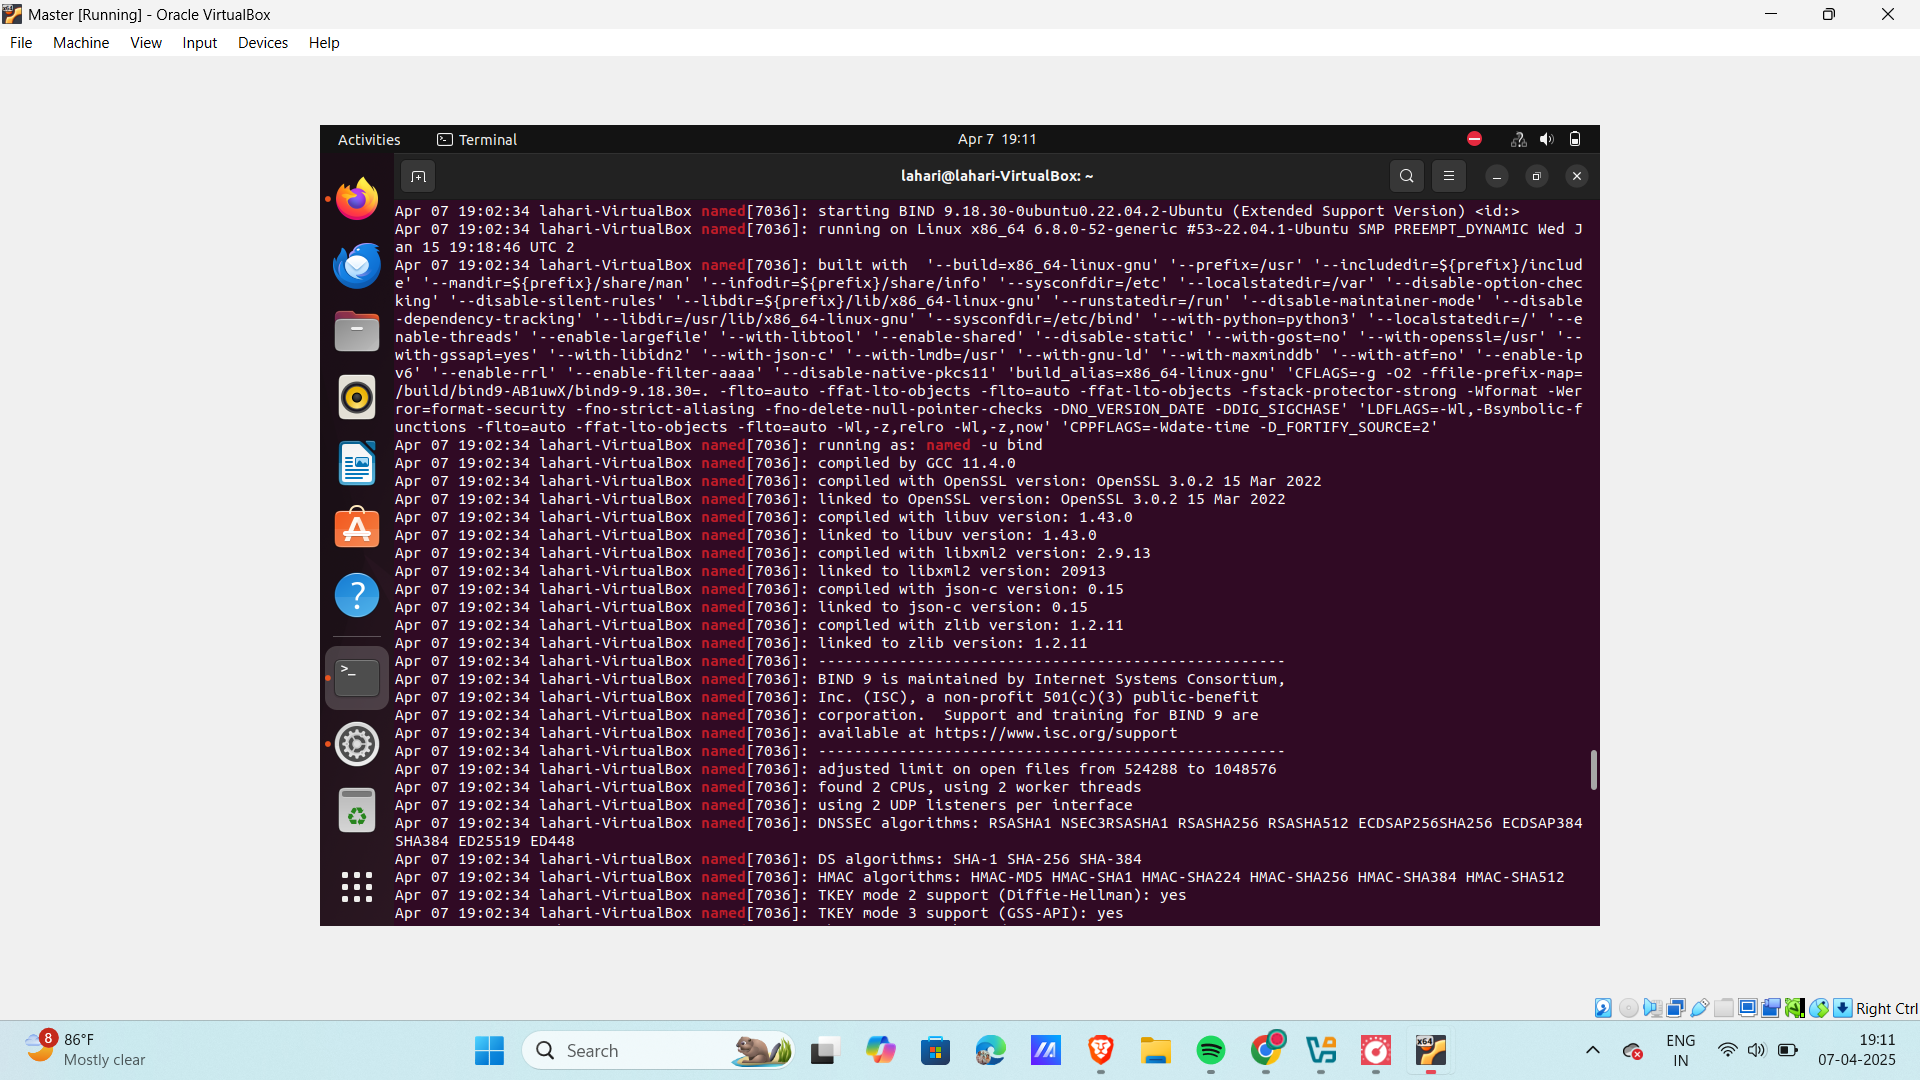 Master [Running] - Oracle VirtualBox
File Machine View Input Devices Help
Activities Terminal Apr 7 19:11
lahari@lahari-VirtualBox: ~
Apr 07 19:02:34 lahari-VirtualBox named[7036]: starting BIND 9.18.30-0ubuntu0.22.04.2-Ubuntu (Extended Support Version) <id:>
Apr 07 19:02:34 lahari-VirtualBox named[7036]: running on Linux x86_64 6.8.0-52-generic #53~22.04.1-Ubuntu SMP PREEMPT_DYNAMIC Wed J
an 15 19:18:46 UTC 2
Apr 07 19:02:34 lahari-VirtualBox named[7036]: built with  '--build=x86_64-linux-gnu' '--prefix=/usr' '--includedir=${prefix}/includ
e' '--mandir=${prefix}/share/man' '--infodir=${prefix}/share/info' '--sysconfdir=/etc' '--localstatedir=/var' '--disable-option-chec
king' '--disable-silent-rules' '--libdir=${prefix}/lib/x86_64-linux-gnu' '--runstatedir=/run' '--disable-maintainer-mode' '--disable
-dependency-tracking' '--libdir=/usr/lib/x86_64-linux-gnu' '--sysconfdir=/etc/bind' '--with-python=python3' '--localstatedir=/' '--e
nable-threads' '--enable-largefile' '--with-libtool' '--enable-shared' '--disable-static' '--with-gost=no' '--with-openssl=/usr' '--
with-gssapi=yes' '--with-libidn2' '--with-json-c' '--with-lmdb=/usr' '--with-gnu-ld' '--with-maxminddb' '--with-atf=no' '--enable-ip
v6' '--enable-rrl' '--enable-filter-aaaa' '--disable-native-pkcs11' 'build_alias=x86_64-linux-gnu' 'CFLAGS=-g -O2 -ffile-prefix-map=
/build/bind9-AB1uwX/bind9-9.18.30=. -flto=auto -ffat-lto-objects -flto=auto -ffat-lto-objects -fstack-protector-strong -Wformat -Wer
ror=format-security -fno-strict-aliasing -fno-delete-null-pointer-checks -DNO_VERSION_DATE -DDIG_SIGCHASE' 'LDFLAGS=-Wl,-Bsymbolic-f
unctions -flto=auto -ffat-lto-objects -flto=auto -Wl,-z,relro -Wl,-z,now' 'CPPFLAGS=-Wdate-time -D_FORTIFY_SOURCE=2'
Apr 07 19:02:34 lahari-VirtualBox named[7036]: running as: named -u bind
Apr 07 19:02:34 lahari-VirtualBox named[7036]: compiled by GCC 11.4.0
Apr 07 19:02:34 lahari-VirtualBox named[7036]: compiled with OpenSSL version: OpenSSL 3.0.2 15 Mar 2022
Apr 07 19:02:34 lahari-VirtualBox named[7036]: linked to OpenSSL version: OpenSSL 3.0.2 15 Mar 2022
Apr 07 19:02:34 lahari-VirtualBox named[7036]: compiled with libuv version: 1.43.0
Apr 07 19:02:34 lahari-VirtualBox named[7036]: linked to libuv version: 1.43.0
Apr 07 19:02:34 lahari-VirtualBox named[7036]: compiled with libxml2 version: 2.9.13
Apr 07 19:02:34 lahari-VirtualBox named[7036]: linked to libxml2 version: 20913
Apr 07 19:02:34 lahari-VirtualBox named[7036]: compiled with json-c version: 0.15
Apr 07 19:02:34 lahari-VirtualBox named[7036]: linked to json-c version: 0.15
Apr 07 19:02:34 lahari-VirtualBox named[7036]: compiled with zlib version: 1.2.11
Apr 07 19:02:34 lahari-VirtualBox named[7036]: linked to zlib version: 1.2.11
Apr 07 19:02:34 lahari-VirtualBox named[7036]: ----------------------------------------------------
Apr 07 19:02:34 lahari-VirtualBox named[7036]: BIND 9 is maintained by Internet Systems Consortium,
Apr 07 19:02:34 lahari-VirtualBox named[7036]: Inc. (ISC), a non-profit 501(c)(3) public-benefit
Apr 07 19:02:34 lahari-VirtualBox named[7036]: corporation.  Support and training for BIND 9 are
Apr 07 19:02:34 lahari-VirtualBox named[7036]: available at https://www.isc.org/support
Apr 07 19:02:34 lahari-VirtualBox named[7036]: ----------------------------------------------------
Apr 07 19:02:34 lahari-VirtualBox named[7036]: adjusted limit on open files from 524288 to 1048576
Apr 07 19:02:34 lahari-VirtualBox named[7036]: found 2 CPUs, using 2 worker threads
Apr 07 19:02:34 lahari-VirtualBox named[7036]: using 2 UDP listeners per interface
Apr 07 19:02:34 lahari-VirtualBox named[7036]: DNSSEC algorithms: RSASHA1 NSEC3RSASHA1 RSASHA256 RSASHA512 ECDSAP256SHA256 ECDSAP384
SHA384 ED25519 ED448
Apr 07 19:02:34 lahari-VirtualBox named[7036]: DS algorithms: SHA-1 SHA-256 SHA-384
Apr 07 19:02:34 lahari-VirtualBox named[7036]: HMAC algorithms: HMAC-MD5 HMAC-SHA1 HMAC-SHA224 HMAC-SHA256 HMAC-SHA384 HMAC-SHA512
Apr 07 19:02:34 lahari-VirtualBox named[7036]: TKEY mode 2 support (Diffie-Hellman): yes
Apr 07 19:02:34 lahari-VirtualBox named[7036]: TKEY mode 3 support (GSS-API): yes
Right Ctrl
8 86°F
Mostly clear
Search
ENG
IN
19:11
07-04-2025